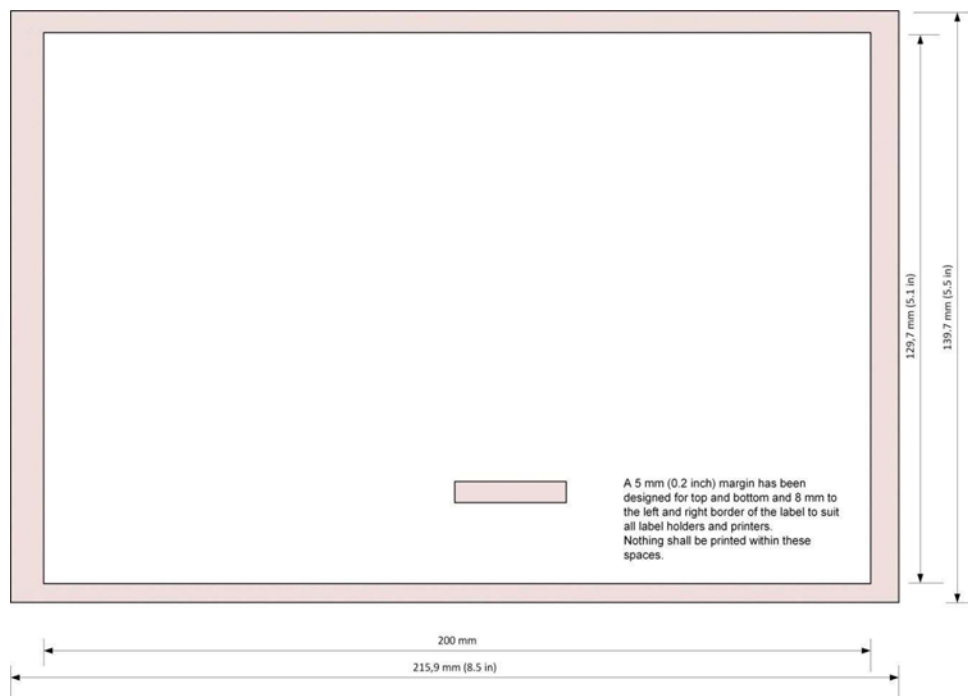 129,7 mm (5.1 in)
139.7 mm (5.5 in)
A 5 mm (0.2 inch) margin has been
designed for top and bottom and 8 mm to
the left and right border of the label to suit
all label holders and printers.
Nothing shall be printed within these
spaces.
200 mm
215,9 mm (8.5 in)